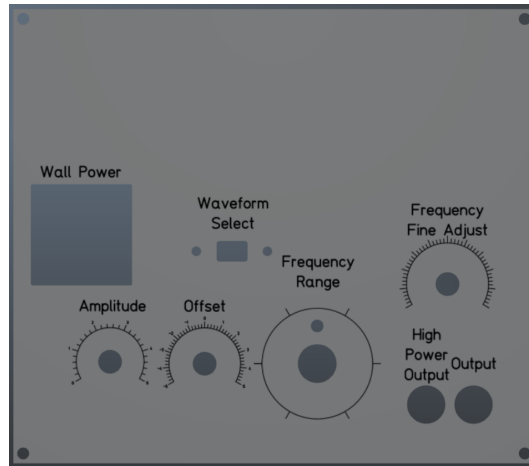 Wall Power
Waveform
Select
Frequency
Fine Adjust
Frequency
Range
Amplitude
Offset
High
Power
Output
Output